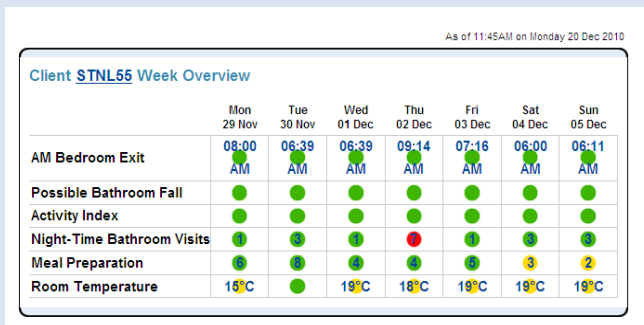 As of 11:45AM on Monday 20 Dec 2010
Client STNL55 Week Overview
Mon Tue Wed Thu Fri Sat Sun
29 Nov 30 Nov 01 Dec 02 Dec 03 Dec 04 Dec 05 Dec
AM Bedroom Exit 08:00 AM 06:39 AM 06:39 AM 09:14 AM 07:16 AM 06:00 AM 06:11 AM
Possible Bathroom Fall
Activity Index
Night-Time Bathroom Visits 1 3 1 7 1 3 3
Meal Preparation 6 8 4 4 5 3 2
Room Temperature 15°C 19°C 18°C 19°C 19°C 19°C